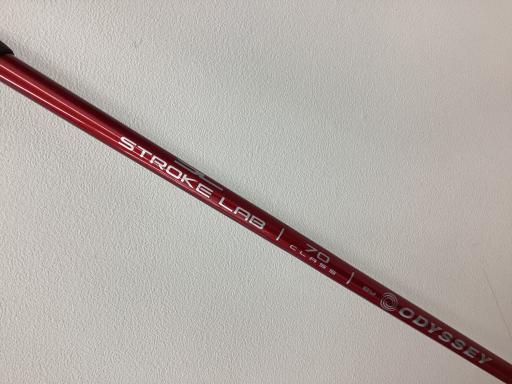 STROKE LAB | 70 CLASS | ODYSSEY